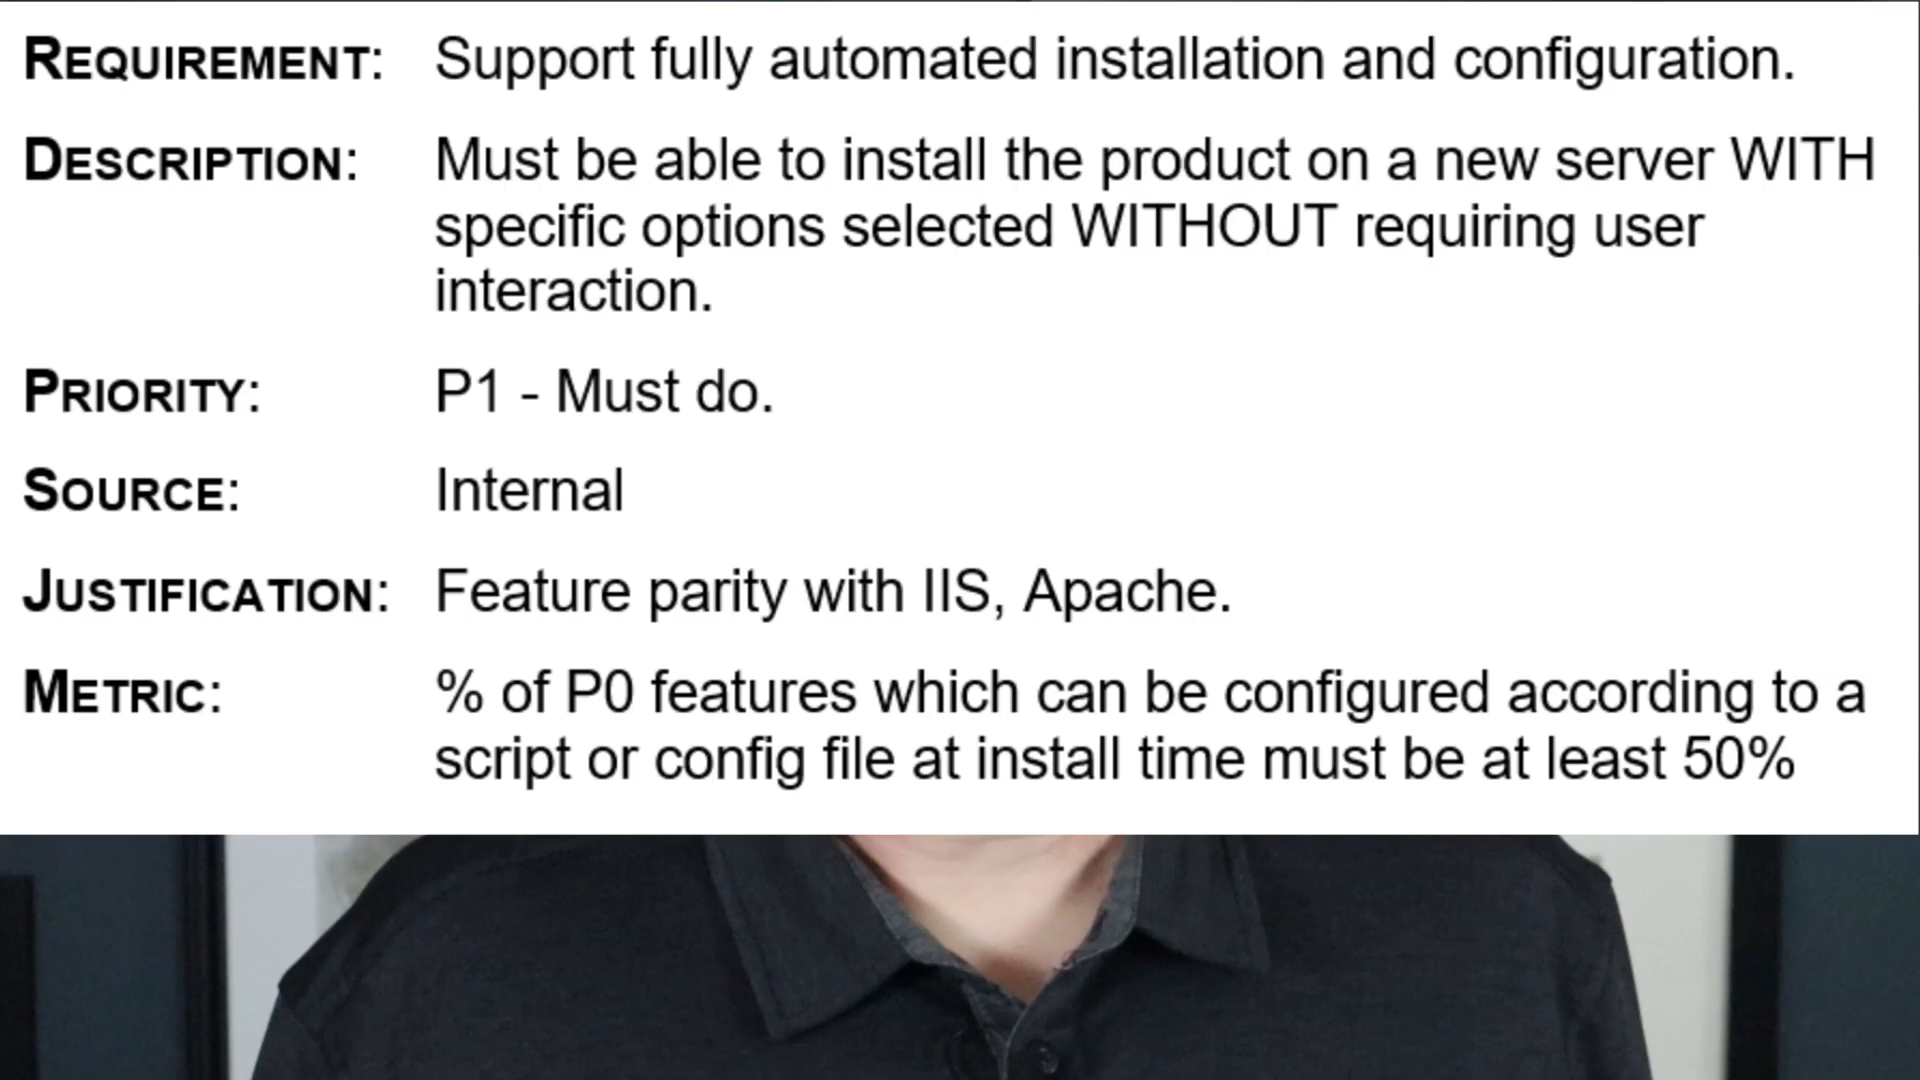 REQUIREMENT: Support fully automated installation and configuration.
DESCRIPTION: Must be able to install the product on a new server WITH
specific options selected WITHOUT requiring user
interaction.
PRIORITY: P1 - Must do.
SOURCE: Internal
JUSTIFICATION: Feature parity with IIS, Apache.
METRIC: % of P0 features which can be configured according to a
script or config file at install time must be at least 50%